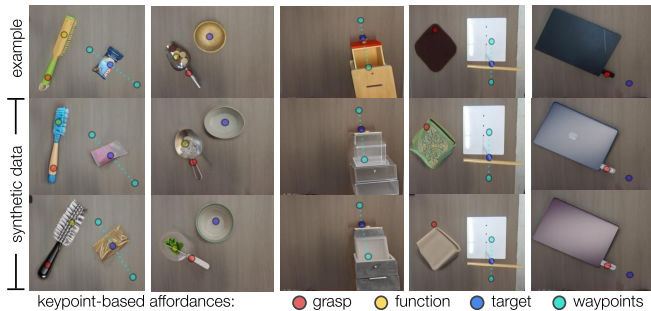 example
synthetic data
keypoint-based affordances: grasp function target waypoints